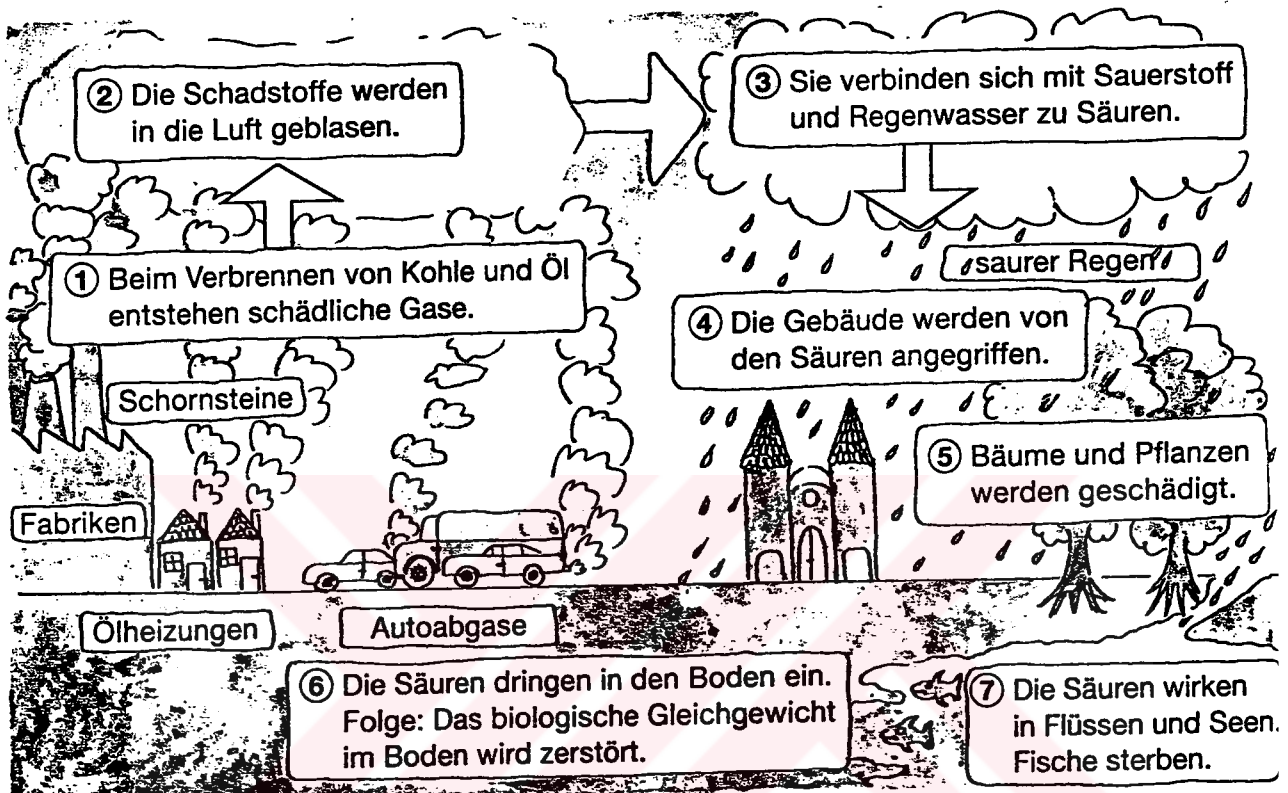 ① Beim Verbrennen von Kohle und Öl
entstehen schädliche Gase.
② Die Schadstoffe werden
in die Luft geblasen.
③ Sie verbinden sich mit Sauerstoff
und Regenwasser zu Säuren.
saurer Regen
④ Die Gebäude werden von
den Säuren angegriffen.
⑤ Bäume und Pflanzen
werden geschädigt.
Schornsteine
Fabriken
Ölheizungen
Autoabgase
⑥ Die Säuren dringen in den Boden ein.
Folge: Das biologische Gleichgewicht
im Boden wird zerstört.
⑦ Die Säuren wirken
in Flüssen und Seen.
Fische sterben.